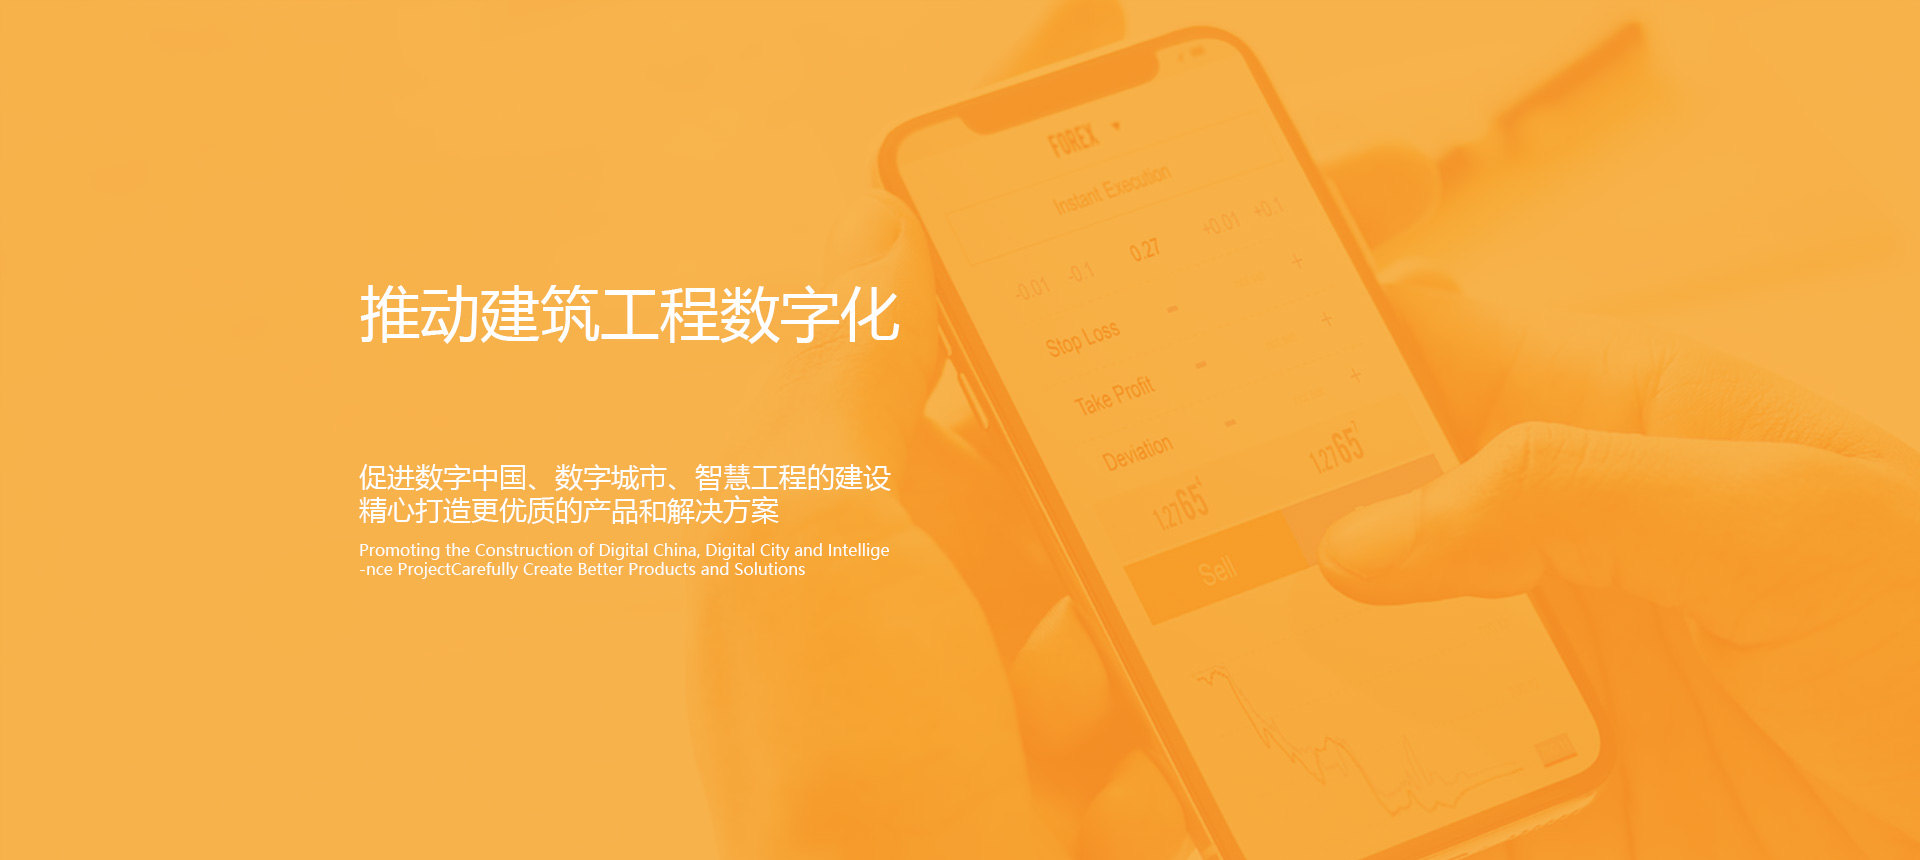 推动建筑工程数字化
促进数字中国、数字城市、智慧工程的建设
精心打造更优质的产品和解决方案
Promoting the Construction of Digital China, Digital City and Intellige
-nce ProjectCarefully Create Better Products and Solutions
FOREX
Instant Execution
-0.01 -0.1 0.27 +0.01 +0.1
Stop Loss - +
Take Profit - +
Deviation - +
1.2765 1.2765
Sell